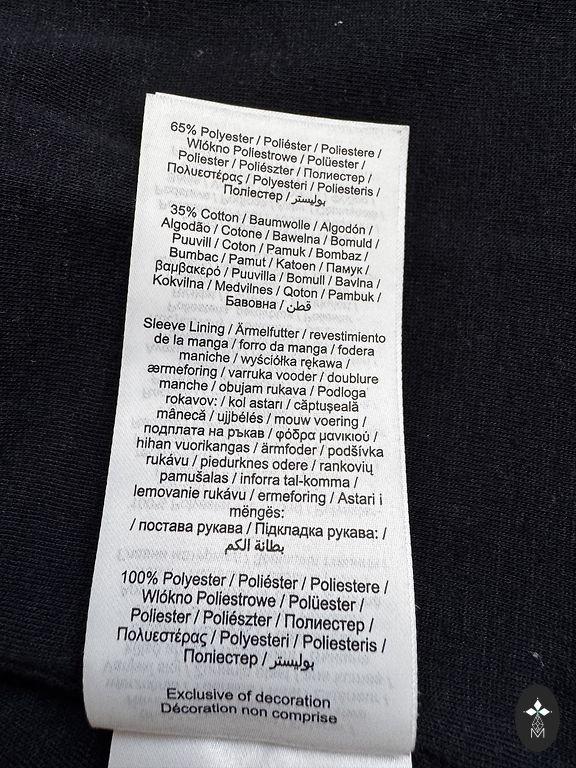 65% Polyester / Poliéster / Poliestere /
Wlókno Poliestrowe / Polüester /
Poliester / Poliészter / Полиестер /
Πολυεστέρας / Polyesteri / Poliesteris /
Поліестер / بوليستر
35% Cotton / Baumwolle / Algodón /
Algodão / Cotone / Bawelna / Bomuld /
Puuvill / Coton / Pamuk / Bombaz /
Bumbac / Pamut / Katoen / Памук /
βαμβακερό / Puuvilla / Bomull / Bavlna /
Kokvilna / Medvilnes / Qoton / Pambuk /
Бавовна / قطن
Sleeve Lining / Ärmelfutter / revestimiento
de la manga / forro da manga / fodera
maniche / wyściółka rękawa /
ærmeforing / varruka vooder / doublure
manche / obujam rukava / Podloga
rokavov: / kol astarı / căptușeală
mânecă / ujjbélés / mouw voering /
подплата на ръкав / φόδρα μανικιού /
hihan vuorikangas / ärmfoder / podšívka
rukávu / piedurknes odere / rankovių
pamušalas / inforra tal-komma /
lemovanie rukávu / ermeforing / Astari i
mëngës:
/ постава рукава / Підкладка рукава: /
بطانة الكم
100% Polyester / Poliéster / Poliestere /
Wlókno Poliestrowe / Polüester /
Poliester / Poliészter / Полиестер /
Πολυεστέρας / Polyesteri / Poliesteris /
Поліестер / بوليستر
Exclusive of decoration
Décoration non comprise
M